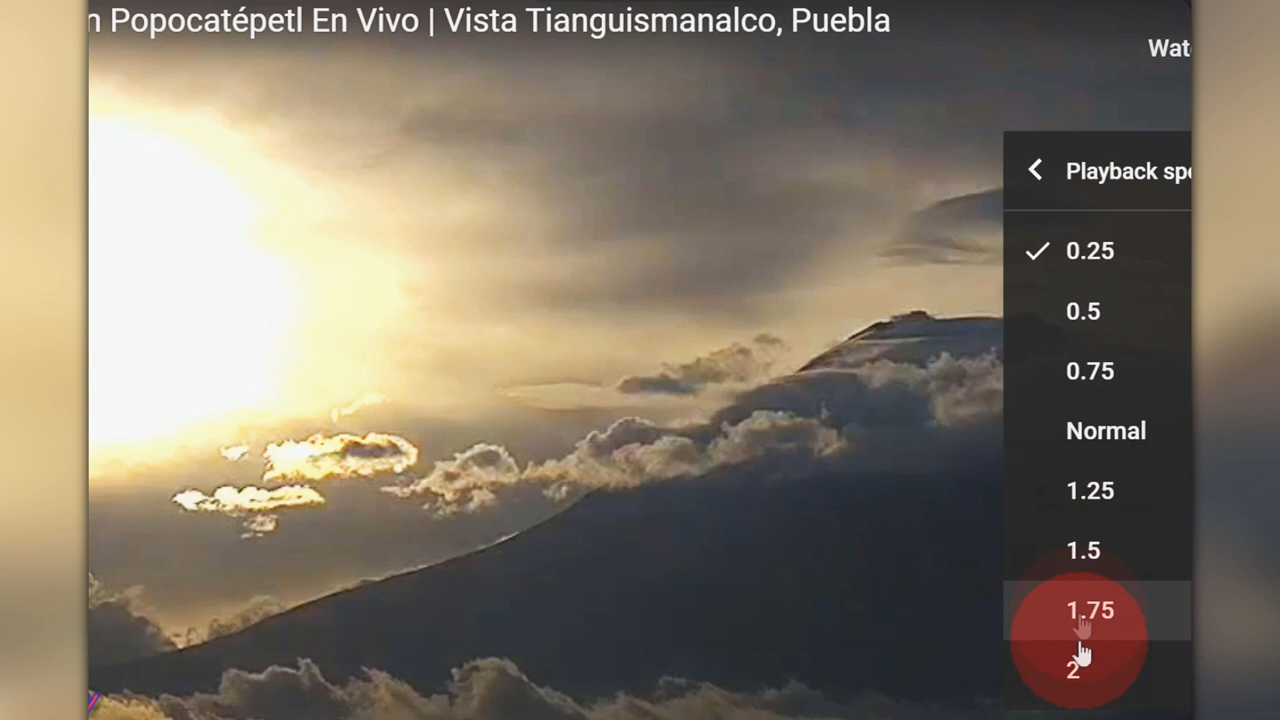 n Popocatépetl En Vivo | Vista Tianguismanalco, Puebla
Wat
Playback spe
0.25
0.5
0.75
Normal
1.25
1.5
1.75
2